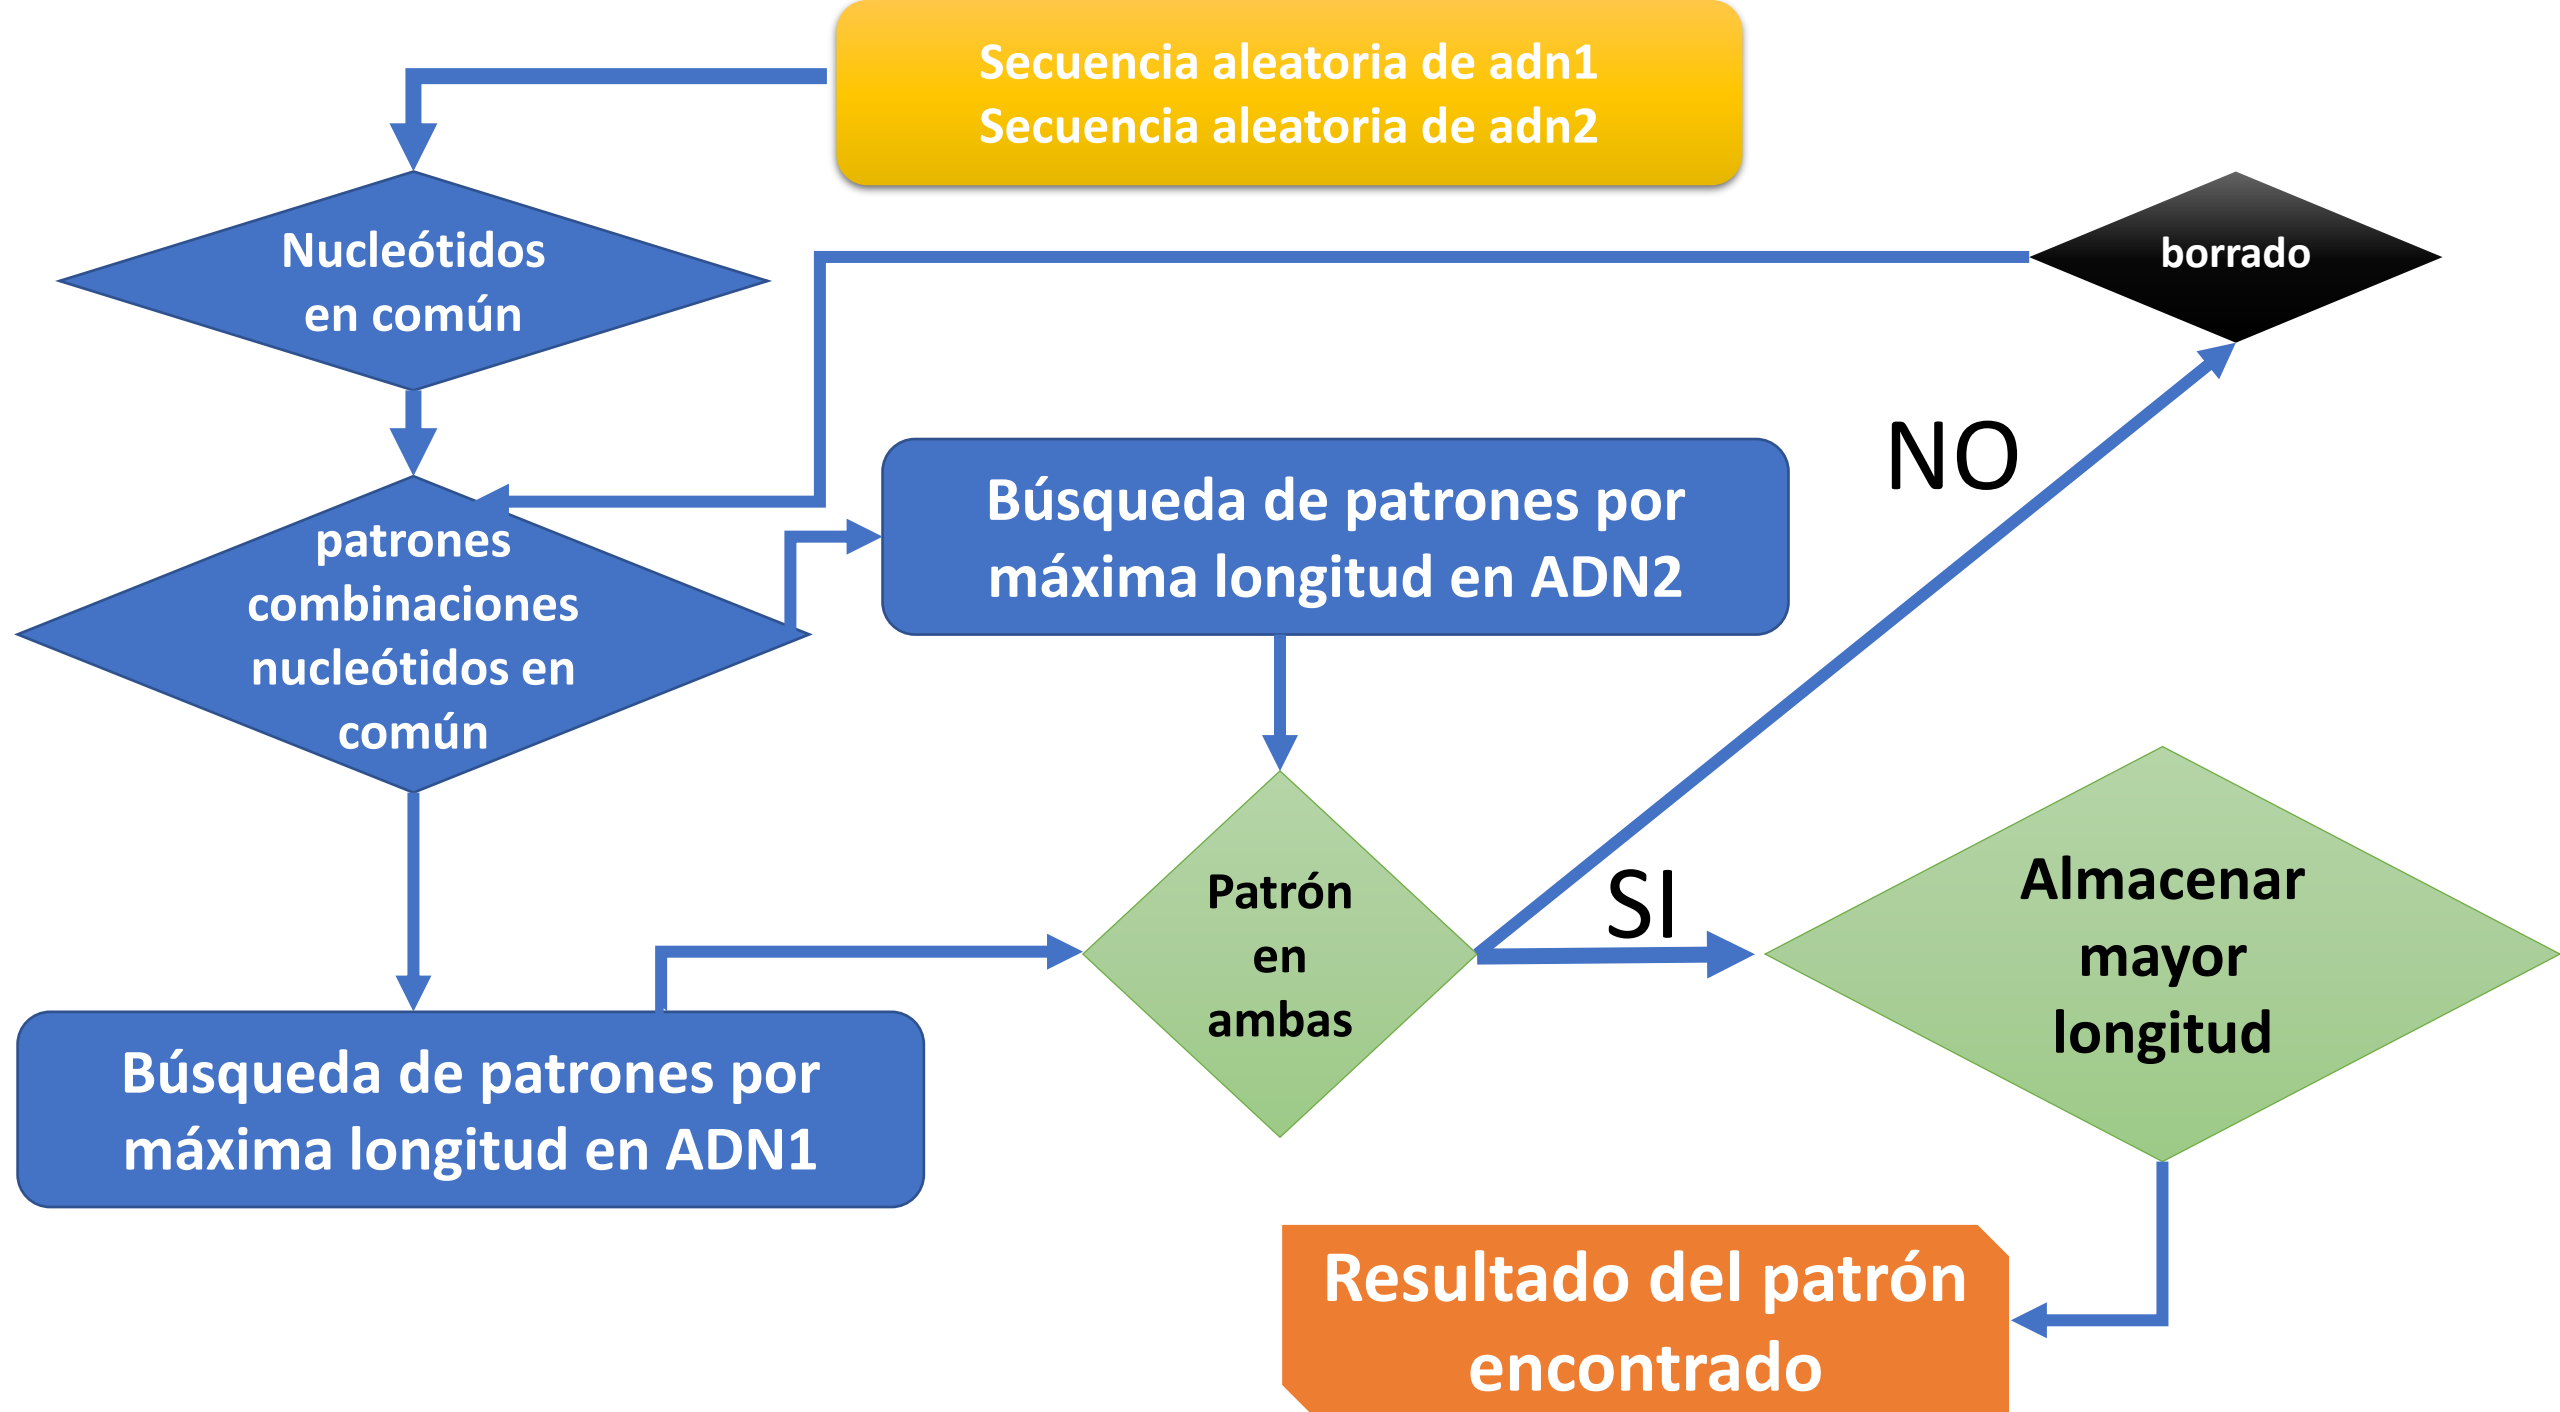 Secuencia aleatoria de adn1
Secuencia aleatoria de adn2
Nucleótidos
en común
borrado
patrones
combinaciones
nucleótidos en
común
Búsqueda de patrones por
máxima longitud en ADN2
NO
Patrón
en
ambas
SI
Almacenar
mayor
longitud
Búsqueda de patrones por
máxima longitud en ADN1
Resultado del patrón
encontrado